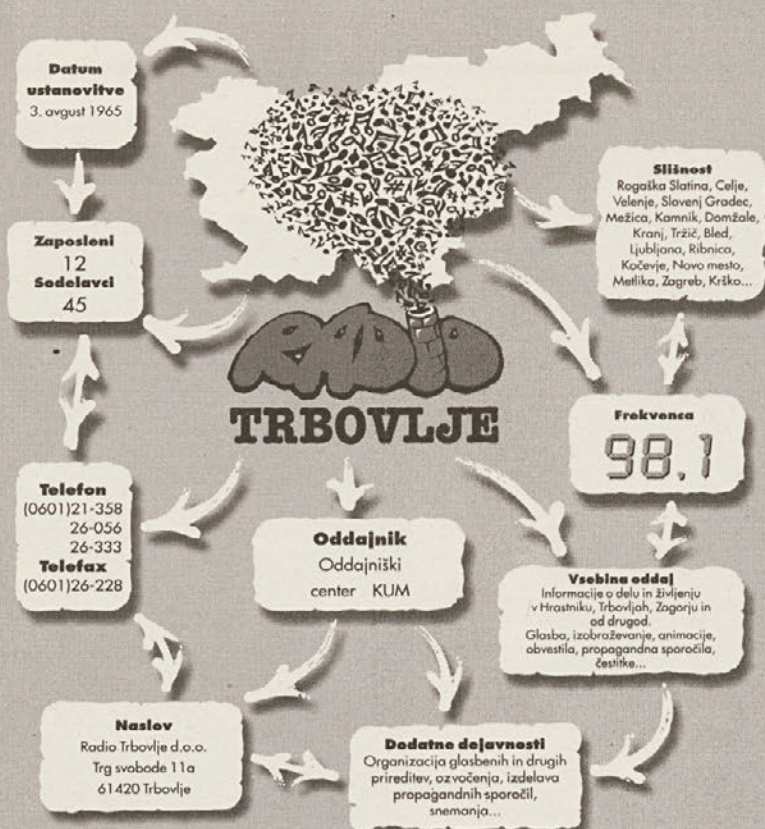 Datum
ustanovitve
3. avgust 1965
Zaposleni
12
Sodelavci
45
Slišnost
Rogaška Slatina, Celje,
Velenje, Slovenj Gradec,
Mežica, Kamnik, Domžale,
Kranj, Tržič, Bled,
Ljubljana, Ribnica,
Kočevje, Novo mesto,
Metlika, Zagreb, Krško...
RADIO
TRBOVLJE
Frekvenca
98.1
Telefon
(0601)21-358
26-056
26-333
Telefax
(0601)26-228
Oddajnik
Oddajniški
center KUM
Vsebina oddaj
Informacije o delu in življenju
v Hrastniku, Trbovljah, Zagorju in
od drugod.
Glasba, izobraževanje, animacije,
obvestila, propagandna sporočila,
čestitke...
Naslov
Radio Trbovlje d.o.o.
Trg svobode 11a
61420 Trbovlje
Dodatne dejavnosti
Organizacija glasbenih in drugih
prireditev, ozvočenja, izdelava
propagandnih sporočil,
snemanja...